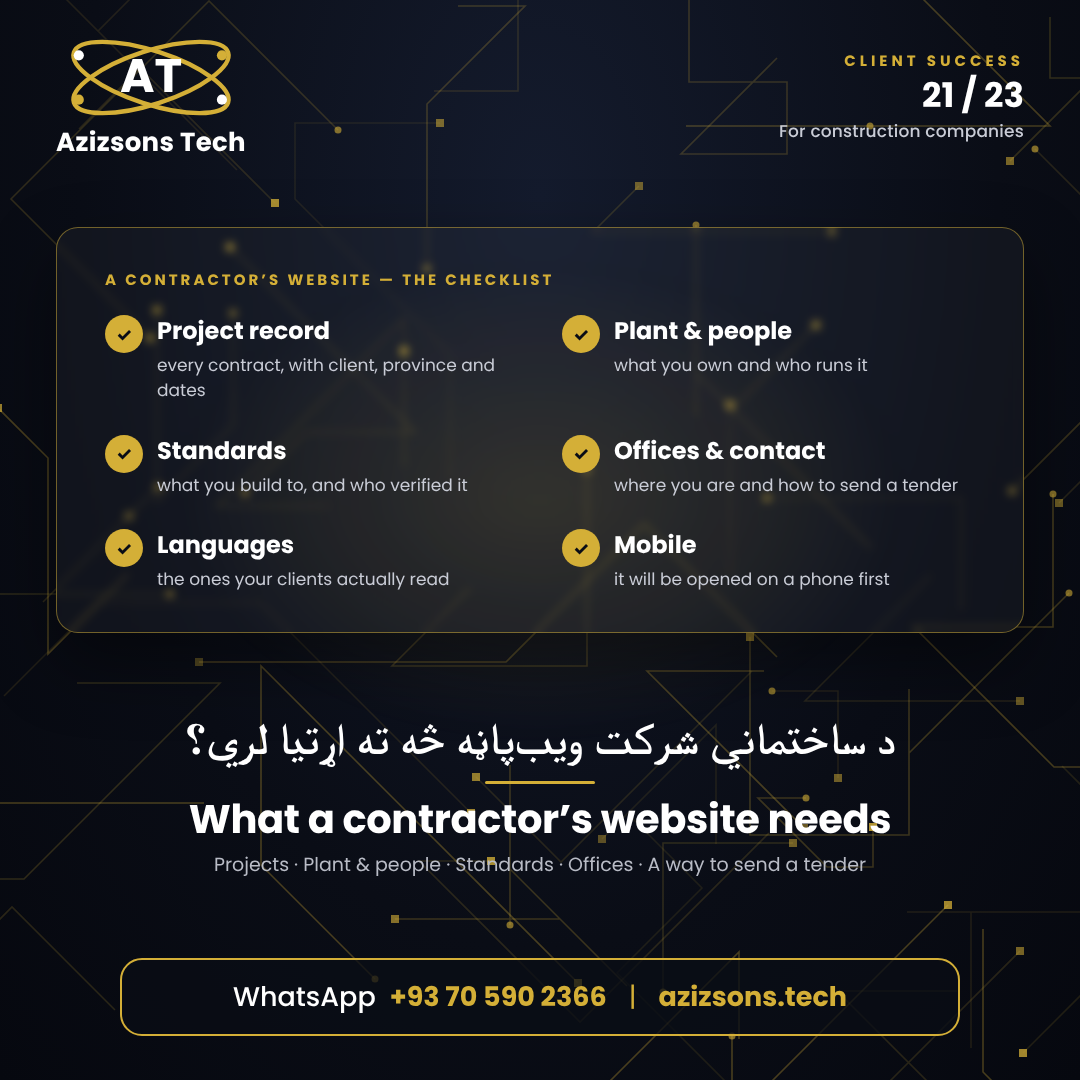 AT
Azizsons Tech
CLIENT SUCCESS
21 / 23
For construction companies
A CONTRACTOR’S WEBSITE — THE CHECKLIST
Project record
every contract, with client, province and
dates
Plant & people
what you own and who runs it
Standards
what you build to, and who verified it
Offices & contact
where you are and how to send a tender
Languages
the ones your clients actually read
Mobile
it will be opened on a phone first
د ساختماني شرکت ویب‌پاڼه څه ته اړتیا لري؟
What a contractor’s website needs
Projects · Plant & people · Standards · Offices · A way to send a tender
WhatsApp +93 70 590 2366 | azizsons.tech